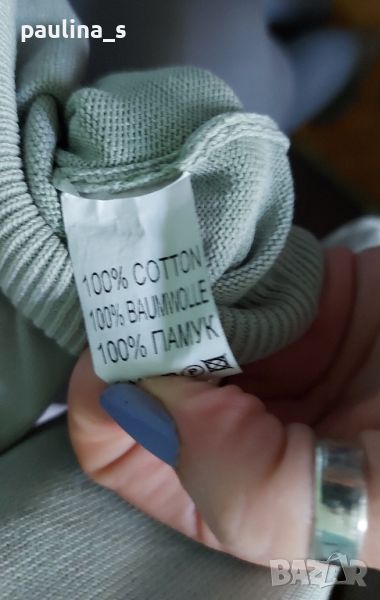 paulina_s
100% COTTON
100% BAUMWOLLE
100% ПАМУК
P
BAZAR